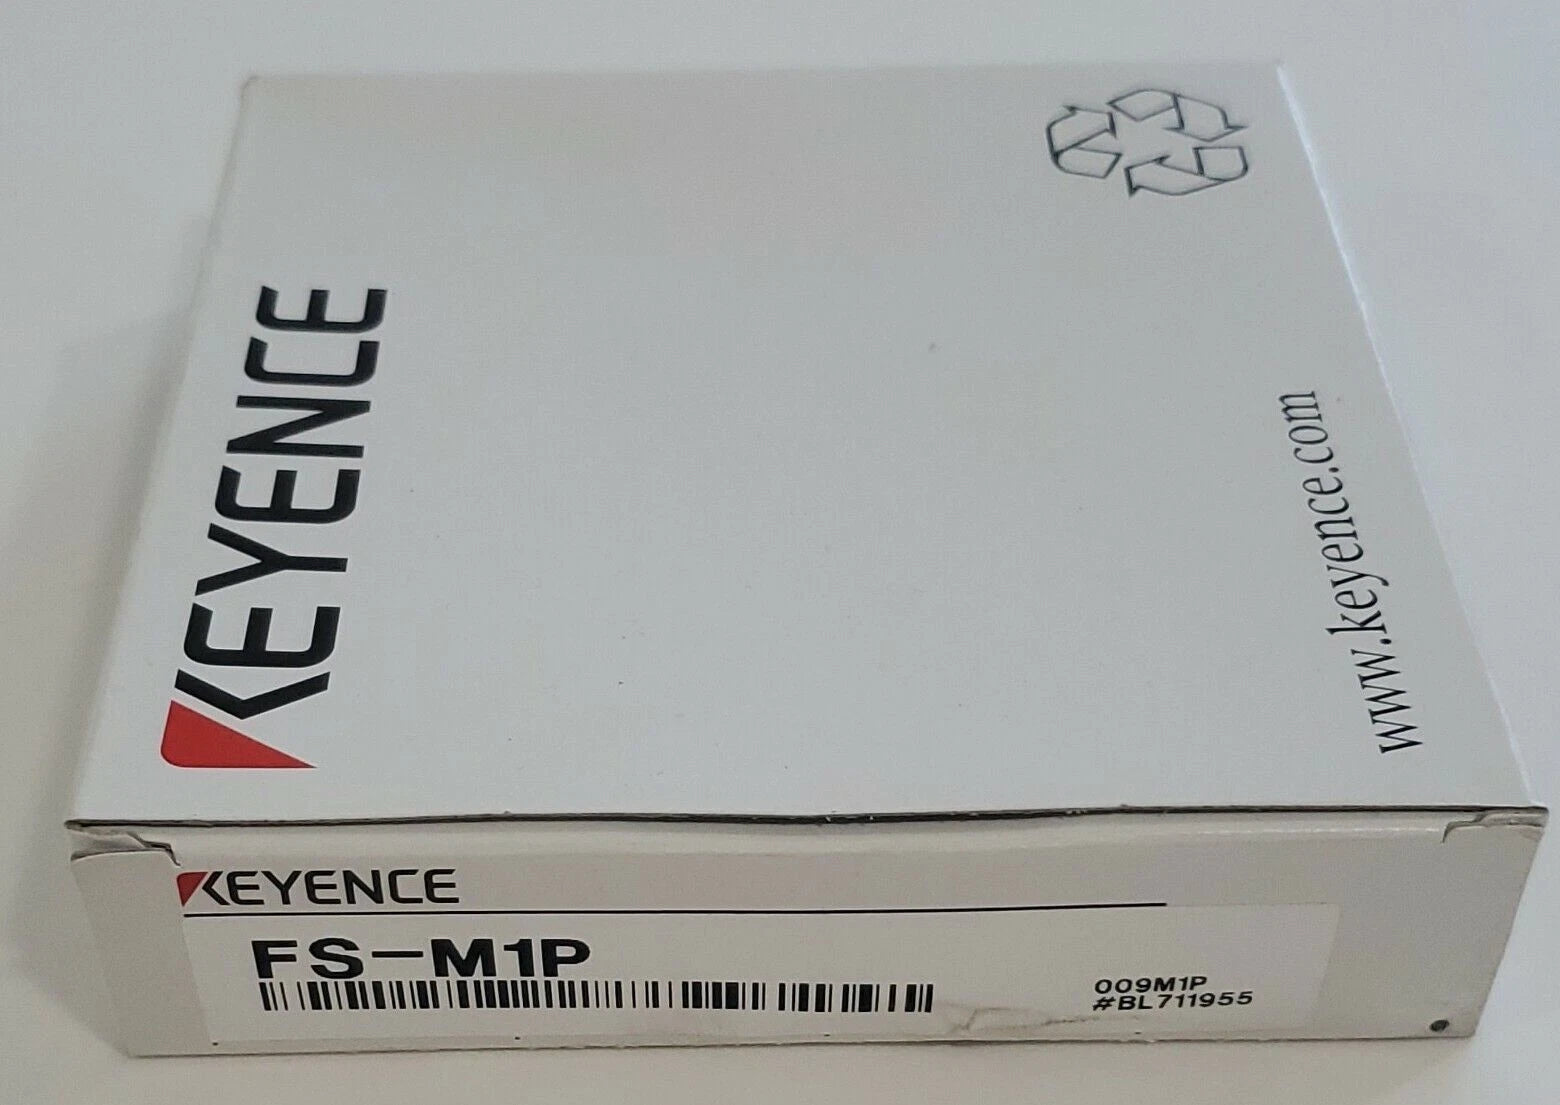 KEYENCE
www.keyence.com
KEYENCE
FS-M1P
009M1P
#BL711955